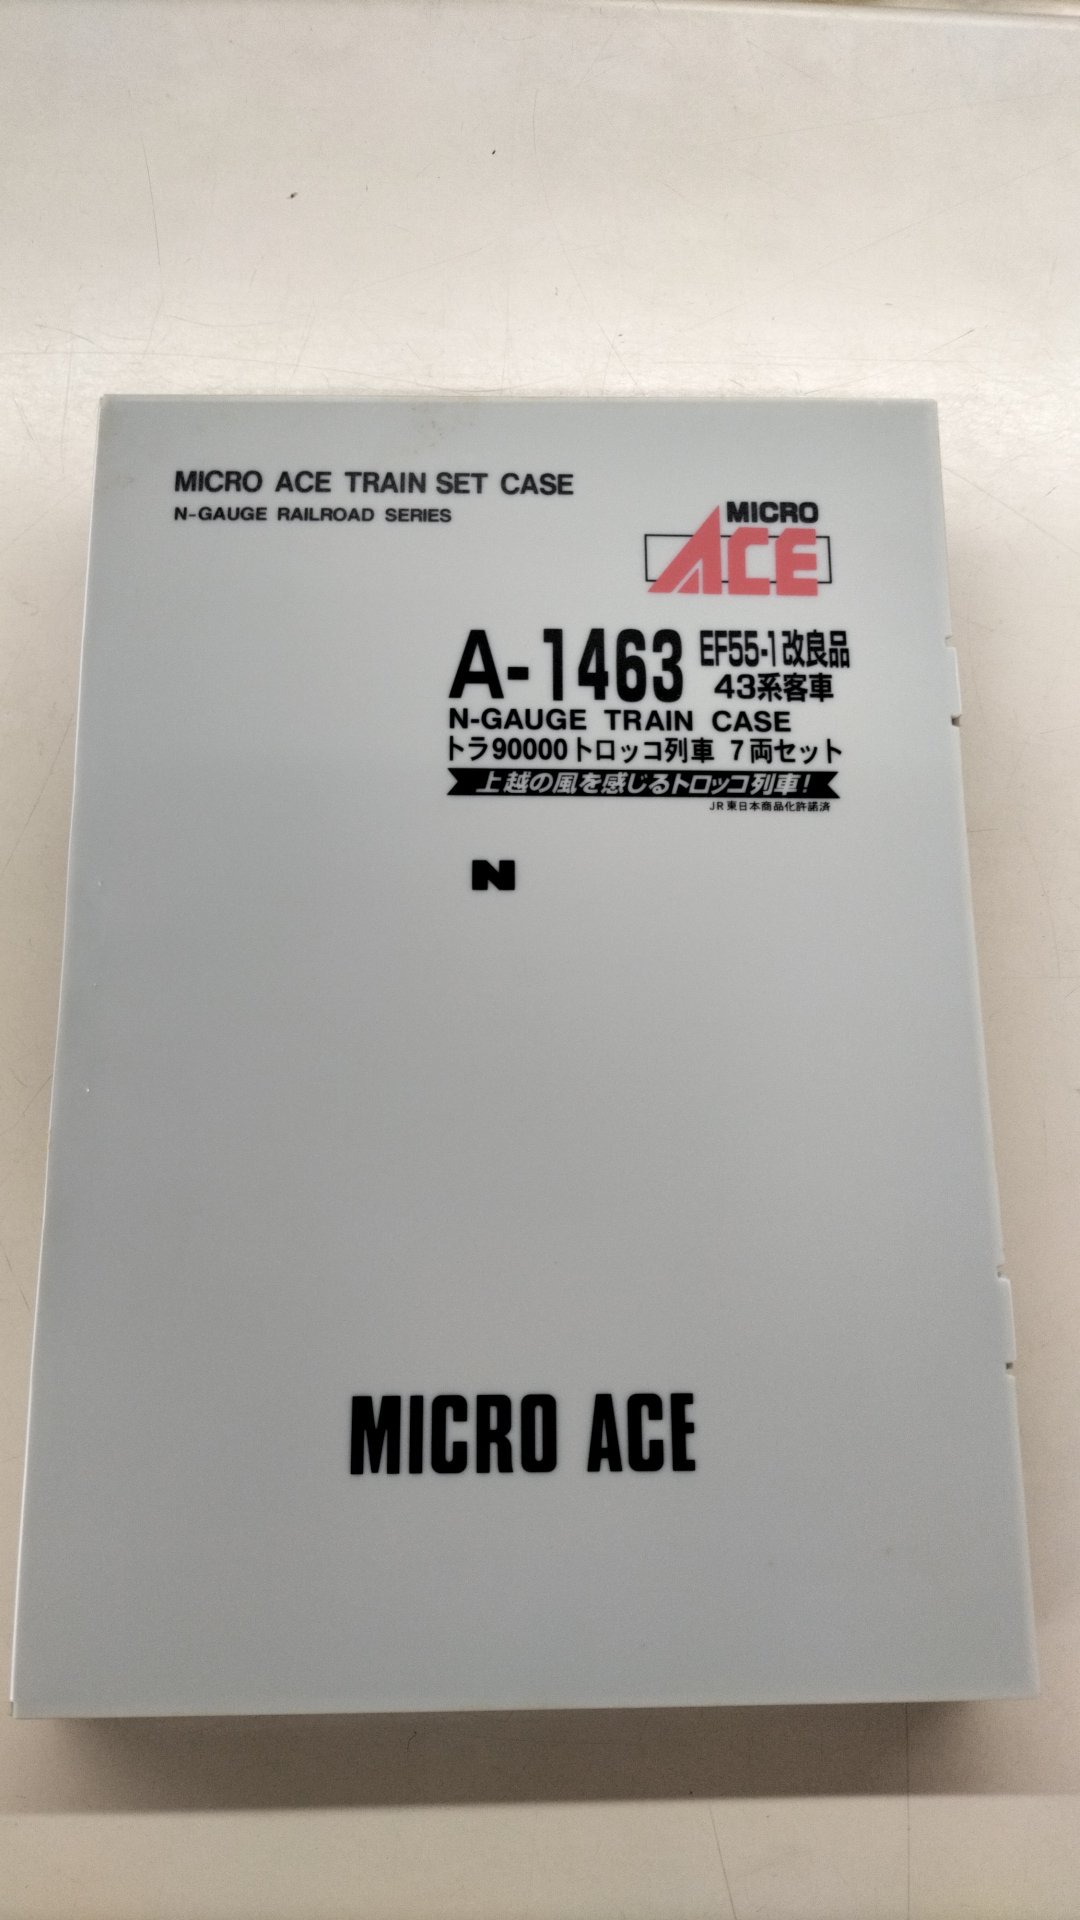 MICRO ACE TRAIN SET CASE
N-GAUGE RAILROAD SERIES
MICRO
ACE
A-1463 EF55-1改良品
43系客車
N-GAUGE TRAIN CASE
トラ90000トロッコ列車 7両セット
上越の風を感じるトロッコ列車!
JR東日本商品化許諾済
N
MICRO ACE